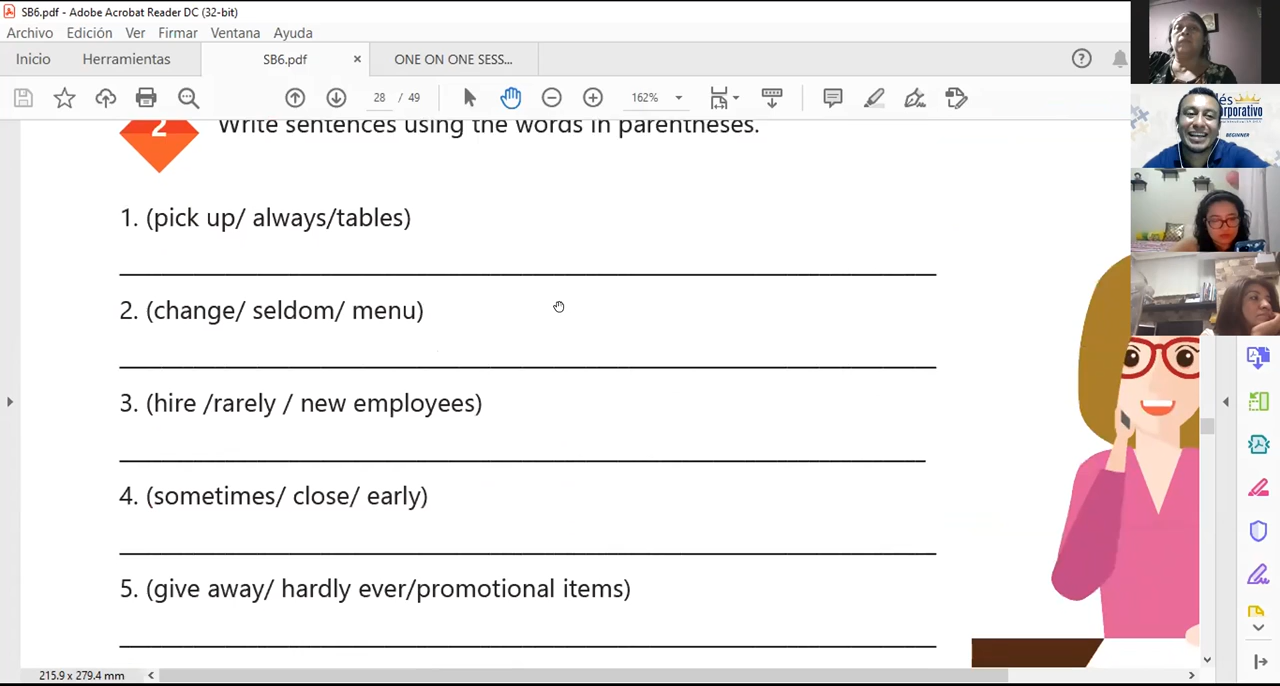 SB6.pdf - Adobe Acrobat Reader DC (32-bit)
Archivo Edición Ver Firmar Ventana Ayuda
Inicio Herramientas SB6.pdf × ONE ON ONE SESS...
28 / 49 162%
2 Write sentences using the words in parentheses.
1. (pick up/ always/tables)
2. (change/ seldom/ menu)
3. (hire /rarely / new employees)
4. (sometimes/ close/ early)
5. (give away/ hardly ever/promotional items)
215.9 x 279.4 mm
BEGINNER